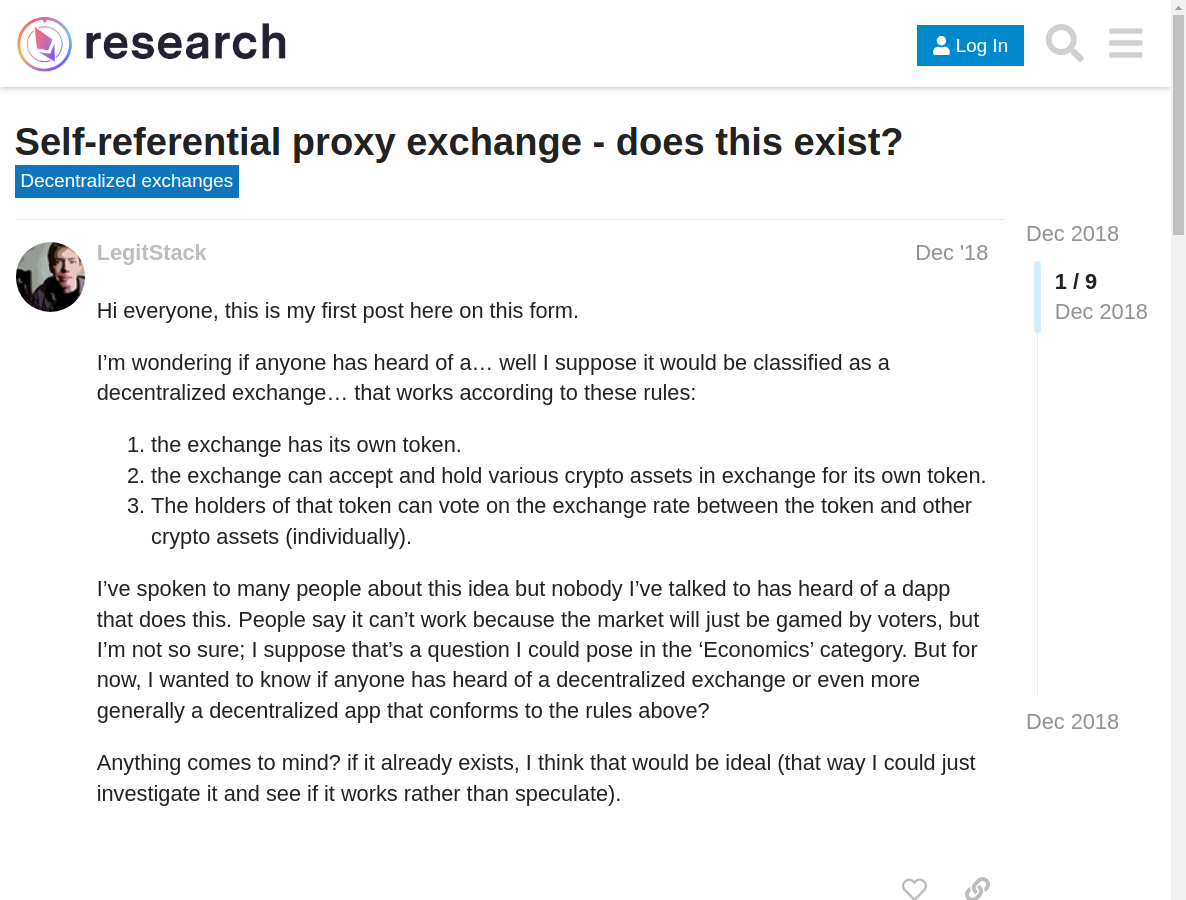 research
Log In
Self-referential proxy exchange - does this exist?
Decentralized exchanges
LegitStack
Dec '18
Dec 2018
1 / 9
Dec 2018
Hi everyone, this is my first post here on this form.
I’m wondering if anyone has heard of a… well I suppose it would be classified as a
decentralized exchange… that works according to these rules:
1. the exchange has its own token.
2. the exchange can accept and hold various crypto assets in exchange for its own token.
3. The holders of that token can vote on the exchange rate between the token and other
crypto assets (individually).
I’ve spoken to many people about this idea but nobody I’ve talked to has heard of a dapp
that does this. People say it can’t work because the market will just be gamed by voters, but
I’m not so sure; I suppose that’s a question I could pose in the ‘Economics’ category. But for
now, I wanted to know if anyone has heard of a decentralized exchange or even more
generally a decentralized app that conforms to the rules above?
Dec 2018
Anything comes to mind? if it already exists, I think that would be ideal (that way I could just
investigate it and see if it works rather than speculate).